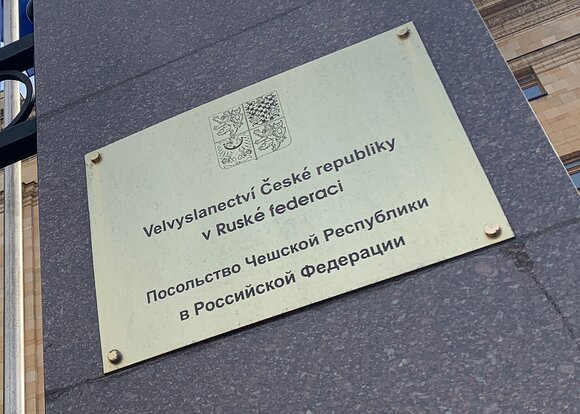 Velvyslanectví České republiky
v Ruské federaci
Посольство Чешской Республики
в Российской Федерации